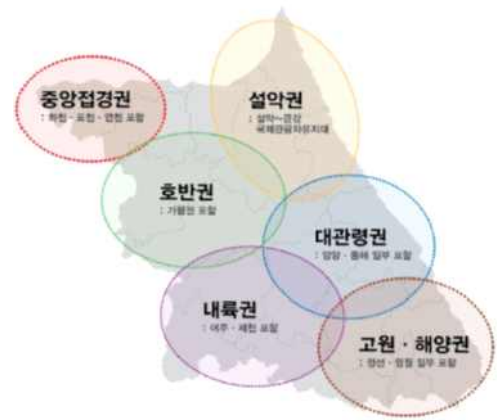 중앙접경권
: 화천·포천·연천 포함
설악권
: 설악~금강
국제관광자유지대
호반권
: 가평권 포함
대관령권
: 양양·동해 일부 포함
내륙권
: 여주·제천 포함
고원·해양권
: 정선·영월 일부 포함